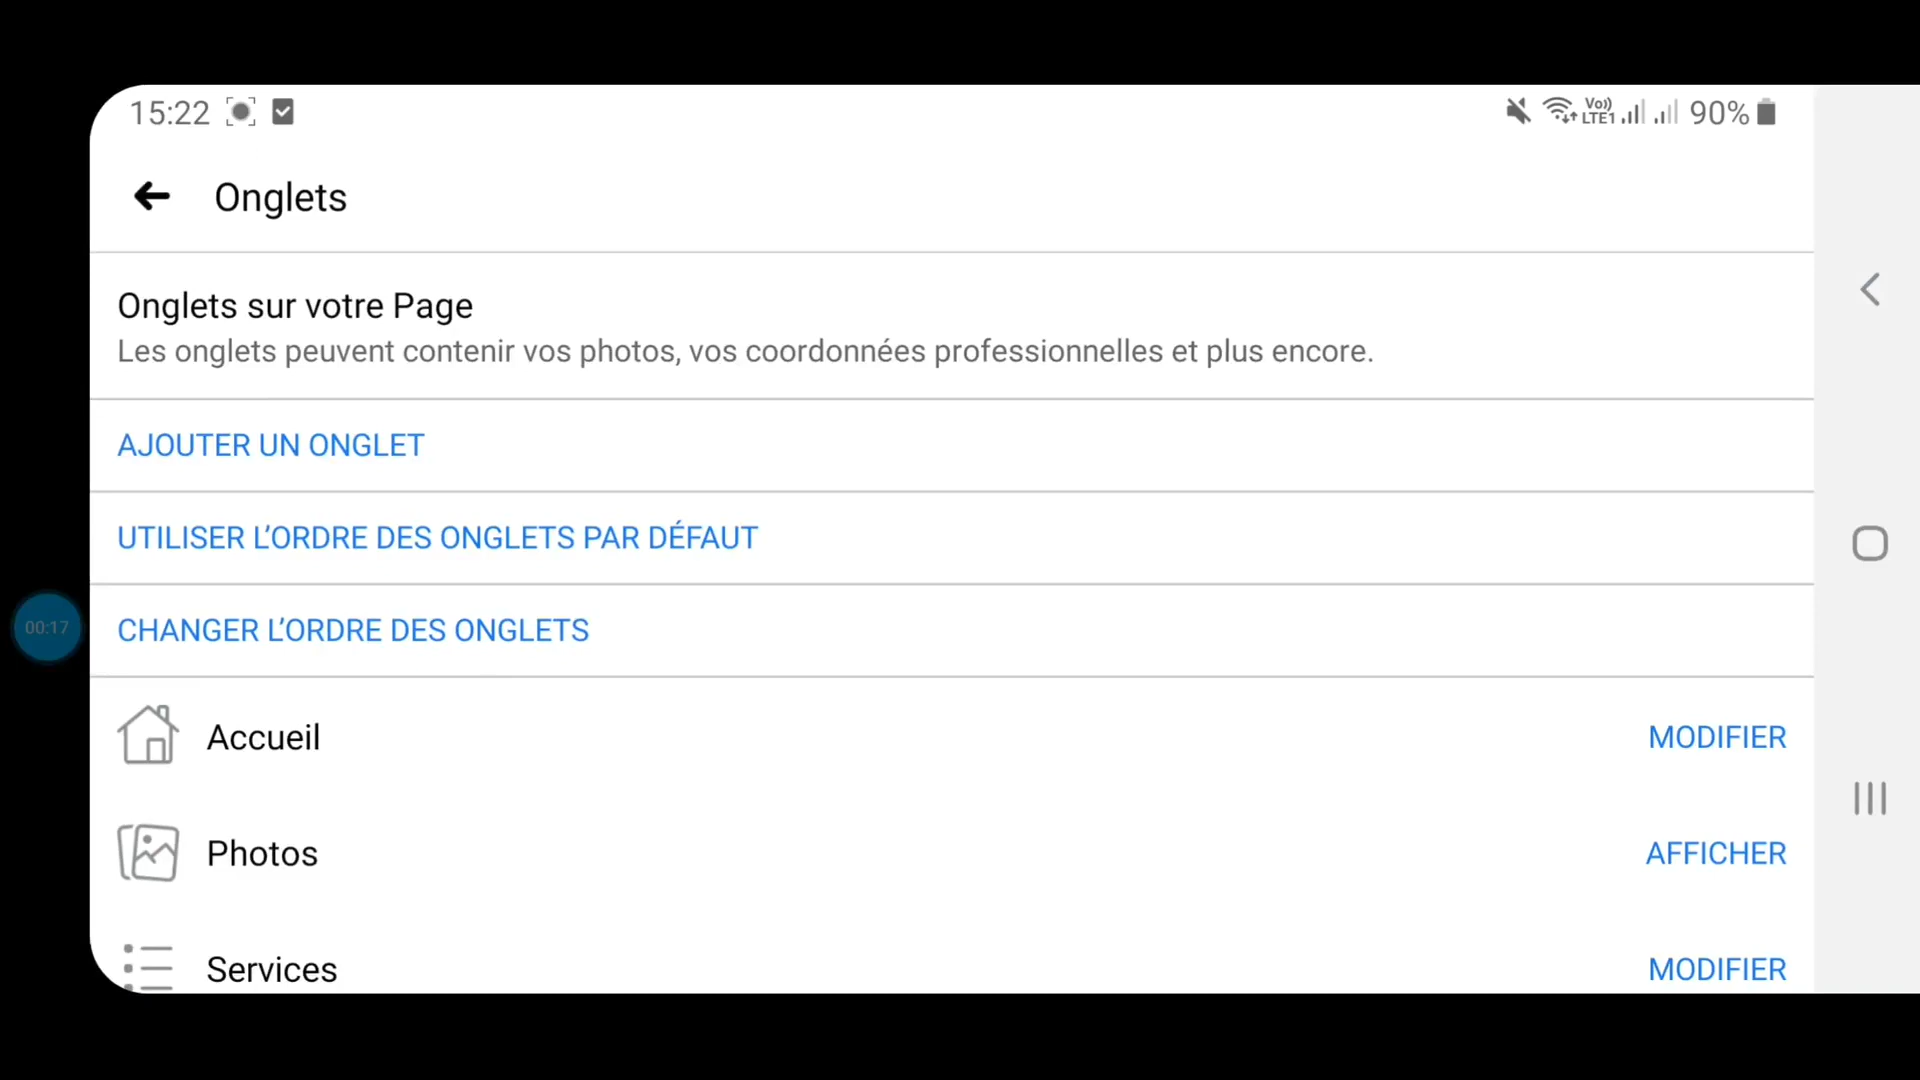 15:22
Vo)) LTE1 90%
Onglets
Onglets sur votre Page
Les onglets peuvent contenir vos photos, vos coordonnées professionnelles et plus encore.
AJOUTER UN ONGLET
UTILISER L’ORDRE DES ONGLETS PAR DÉFAUT
00:17
CHANGER L’ORDRE DES ONGLETS
Accueil MODIFIER
Photos AFFICHER
Services MODIFIER